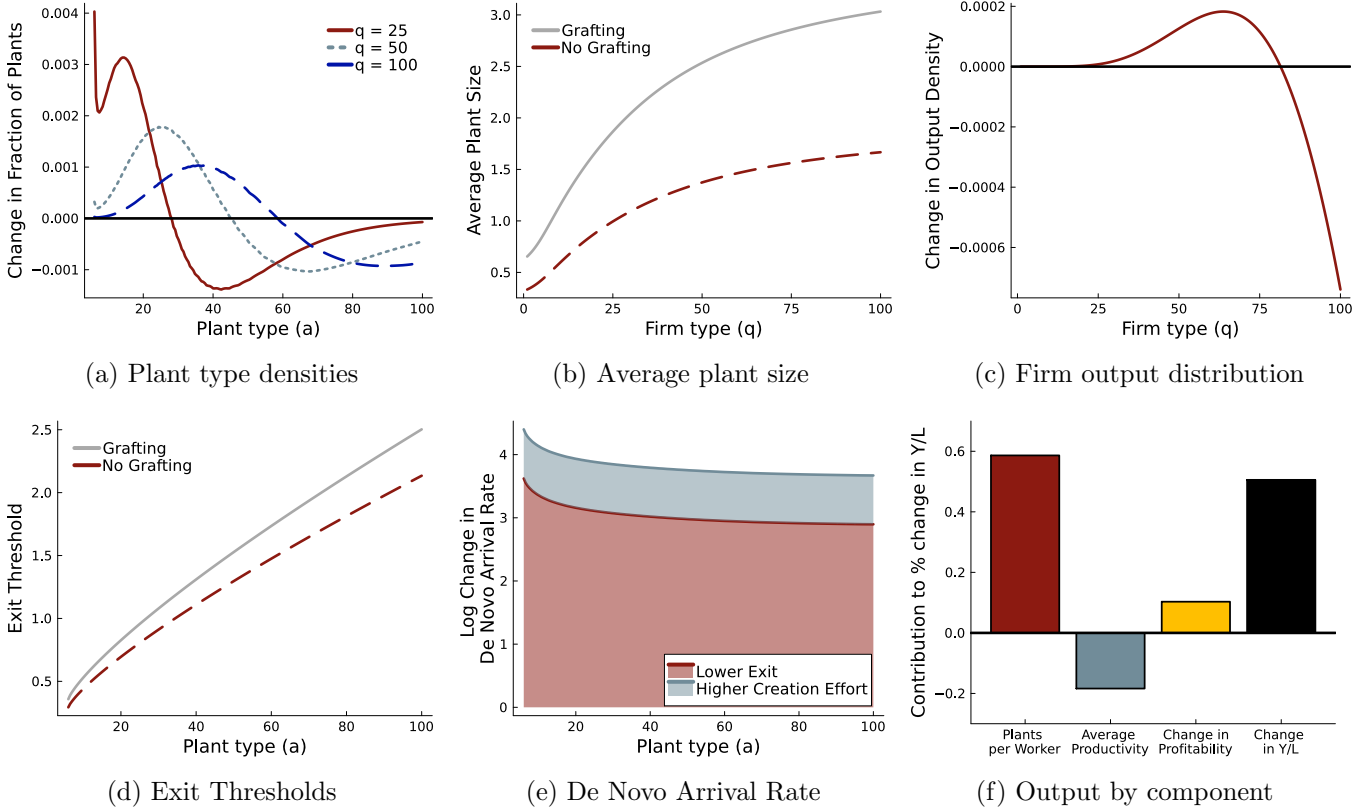 Change in Fraction of Plants
0.004
0.003
0.002
0.001
0.000
−0.001
q = 25
q = 50
q = 100
20
40
60
80
100
Plant type (a)
(a) Plant type densities
Average Plant Size
3.0
2.5
2.0
1.5
1.0
0.5
Grafting
No Grafting
0
25
50
75
100
Firm type (q)
(b) Average plant size
Change in Output Density
0.0002
0.0000
−0.0002
−0.0004
−0.0006
0
25
50
75
100
Firm type (q)
(c) Firm output distribution
Exit Threshold
2.5
2.0
1.5
1.0
0.5
Grafting
No Grafting
20
40
60
80
100
Plant type (a)
(d) Exit Thresholds
Log Change in
De Novo Arrival Rate
4
3
2
1
0
Lower Exit
Higher Creation Effort
20
40
60
80
100
Plant type (a)
(e) De Novo Arrival Rate
Contribution to % change in Y/L
0.6
0.4
0.2
0.0
−0.2
Plants
per Worker
Average
Productivity
Change in
Profitability
Change
in Y/L
(f) Output by component